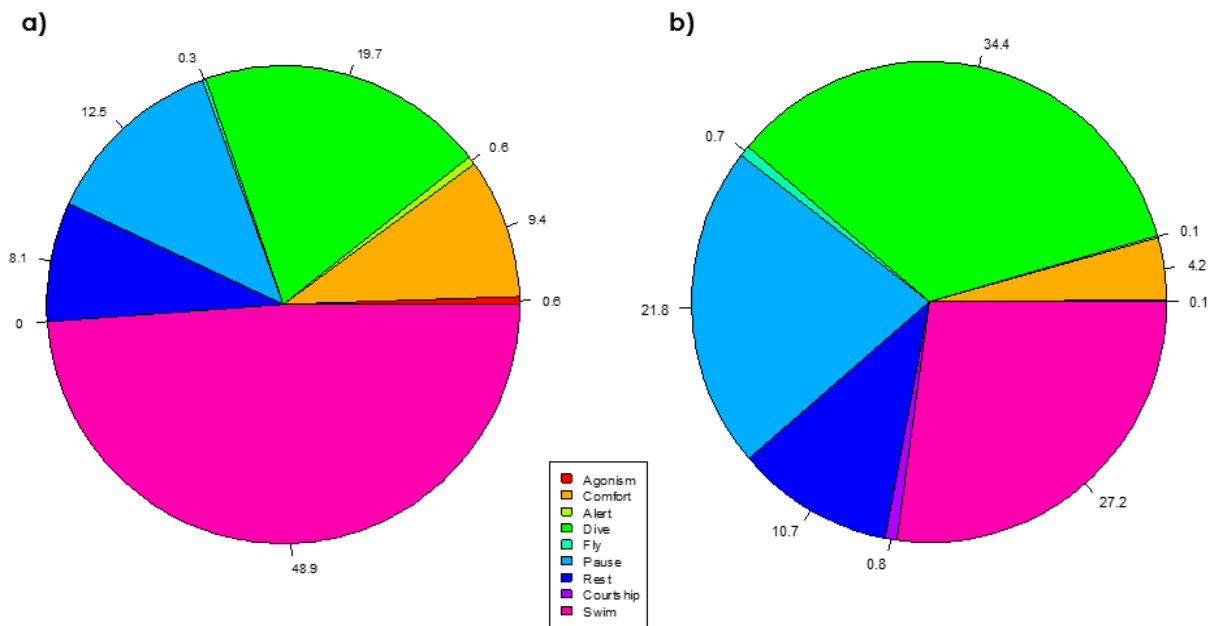 a)
0.3
19.7
12.5
0.6
9.4
8.1
0.6
0
48.9
b)
34.4
0.7
0.1
4.2
0.1
21.8
27.2
10.7
0.8
Agonism
Comfort
Alert
Dive
Fly
Pause
Rest
Courtship
Swim